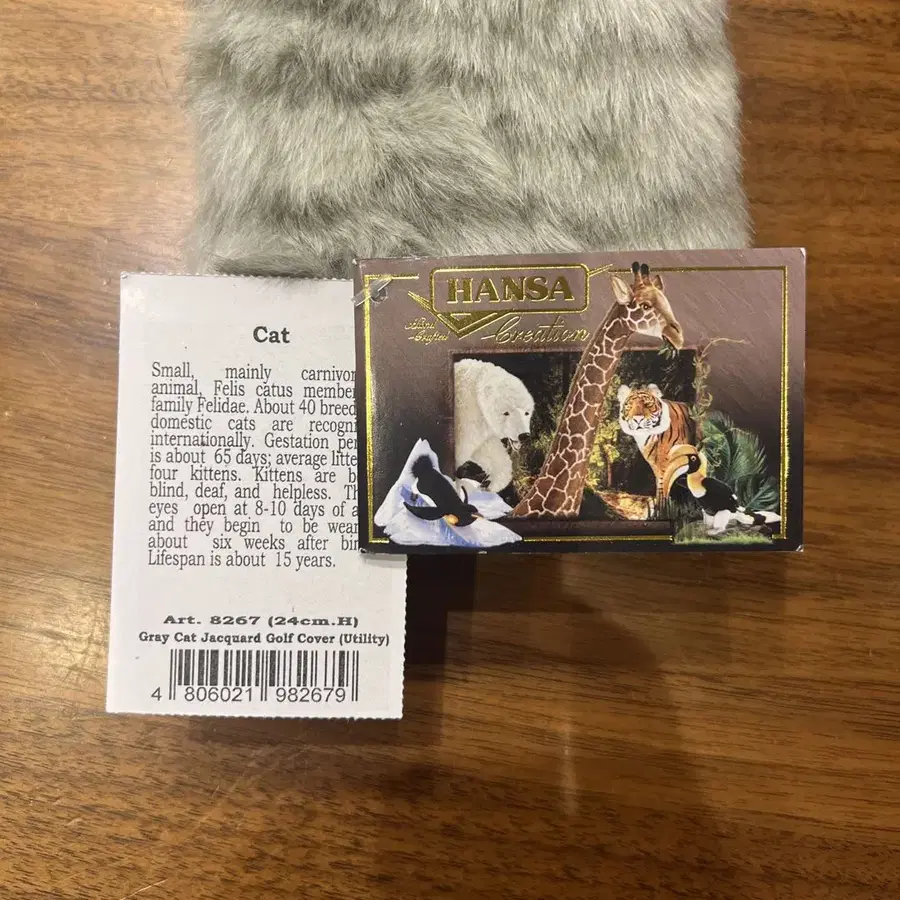 Cat
Small, mainly carnivor
animal, Felis catus member
family Felidae. About 40 breed
domestic cats are recogni
internationally. Gestation per
is about 65 days; average litte
four kittens. Kittens are b
blind, deaf, and helpless. Th
eyes open at 8-10 days of a
and they begin to be wean
about six weeks after bir
Lifespan is about 15 years.
Art. 8267 (24cm.H)
Gray Cat Jacquard Golf Cover (Utility)
4 806021 982679
HANSA
Hand
Crafted
Creation